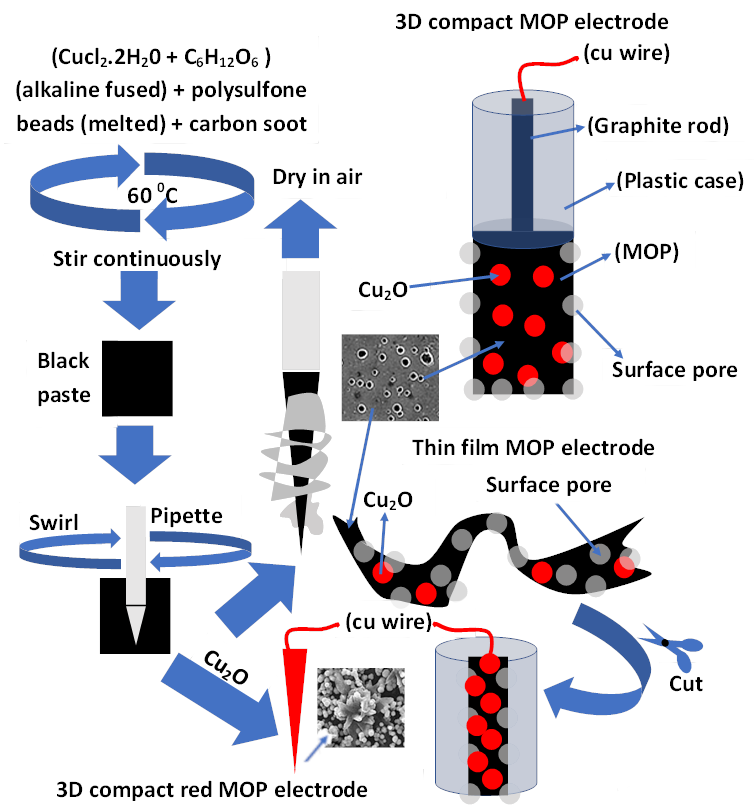 3D compact MOP electrode
(cu wire)
(Cucl₂.2H₂0 + C₆H₁₂O₆ )
(alkaline fused) + polysulfone
beads (melted) + carbon soot
(Graphite rod)
60 ⁰C
Dry in air
(Plastic case)
Stir continuously
(MOP)
Cu₂O
Black
paste
Surface pore
Thin film MOP electrode
Surface pore
Cu₂O
Swirl
Pipette
(cu wire)
Cu₂O
Cut
3D compact red MOP electrode